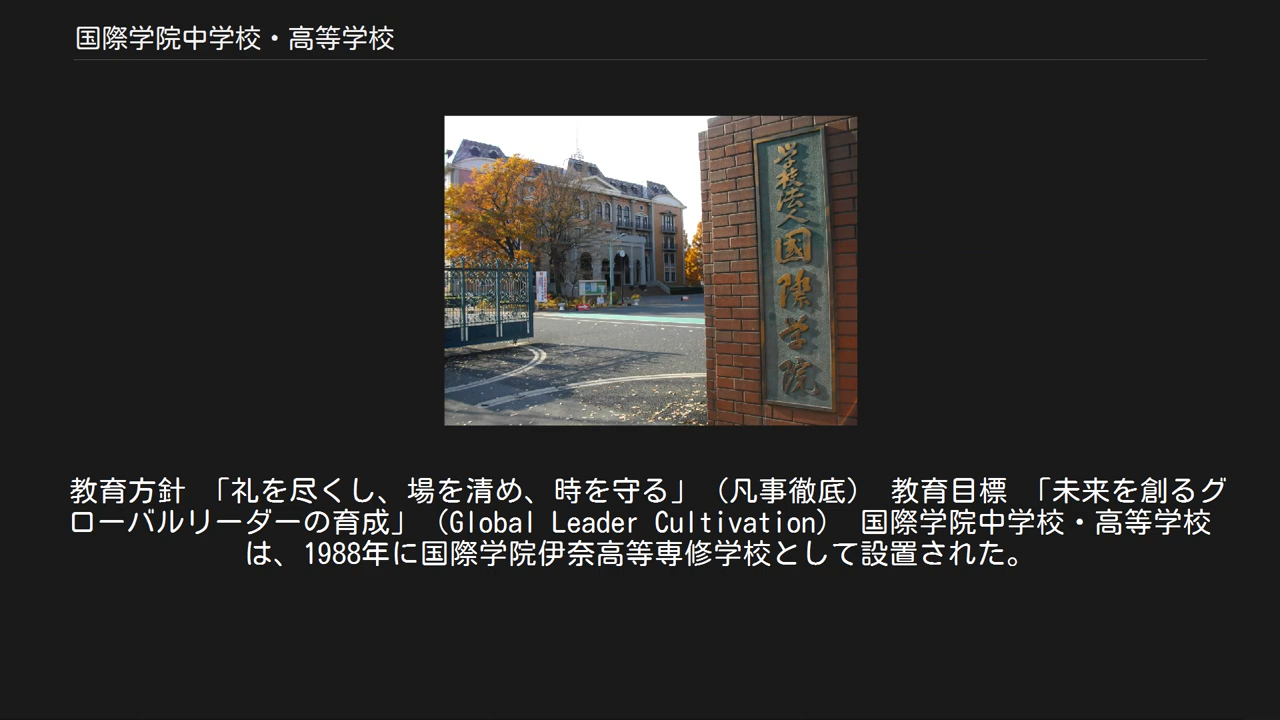 国際学院中学校・高等学校
学校法人国際学院
教育方針 「礼を尽くし、場を清め、時を守る」（凡事徹底） 教育目標 「未来を創るグ
ローバルリーダーの育成」（Global Leader Cultivation） 国際学院中学校・高等学校
は、1988年に国際学院伊奈高等専修学校として設置された。